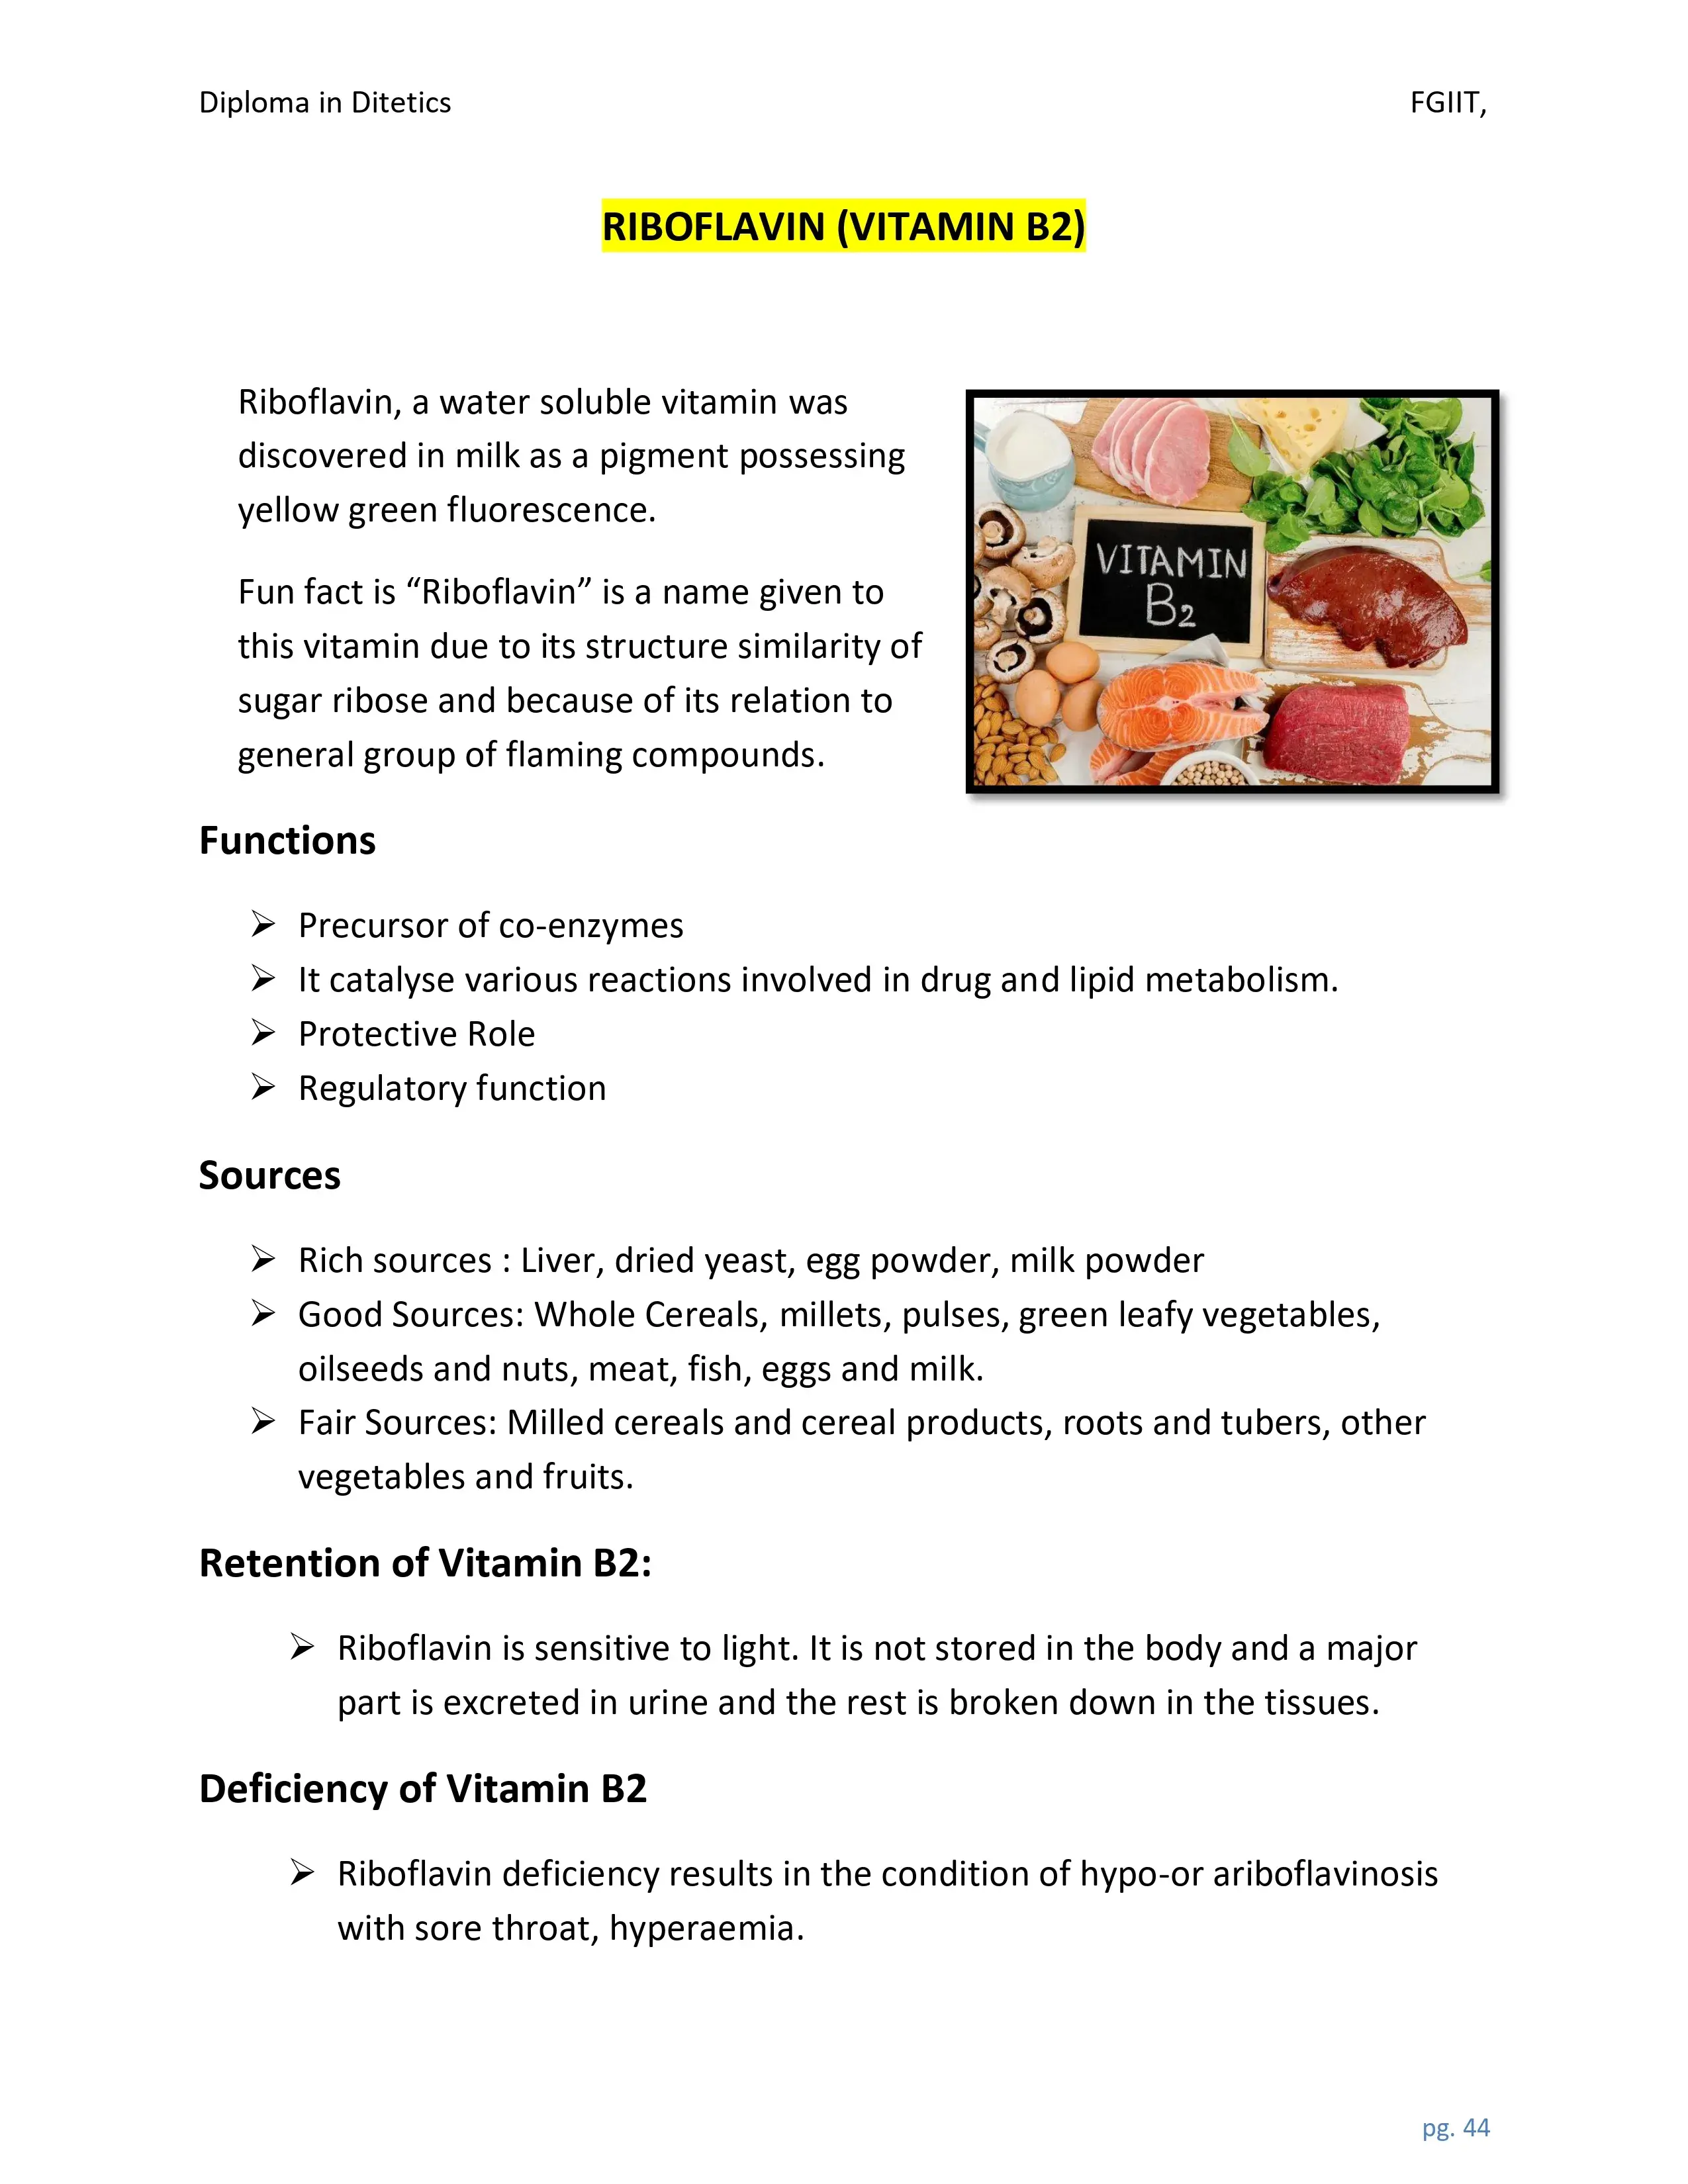 Diploma in Ditetics FGIIT,
RIBOFLAVIN (VITAMIN B2)
Riboflavin, a water soluble vitamin was
discovered in milk as a pigment possessing
yellow green fluorescence.
Fun fact is “Riboflavin” is a name given to
this vitamin due to its structure similarity of
sugar ribose and because of its relation to
general group of flaming compounds.
VITAMIN
B2
Functions
➢ Precursor of co-enzymes
➢ It catalyse various reactions involved in drug and lipid metabolism.
➢ Protective Role
➢ Regulatory function
Sources
➢ Rich sources : Liver, dried yeast, egg powder, milk powder
➢ Good Sources: Whole Cereals, millets, pulses, green leafy vegetables,
oilseeds and nuts, meat, fish, eggs and milk.
➢ Fair Sources: Milled cereals and cereal products, roots and tubers, other
vegetables and fruits.
Retention of Vitamin B2:
➢ Riboflavin is sensitive to light. It is not stored in the body and a major
part is excreted in urine and the rest is broken down in the tissues.
Deficiency of Vitamin B2
➢ Riboflavin deficiency results in the condition of hypo-or ariboflavinosis
with sore throat, hyperaemia.
pg. 44